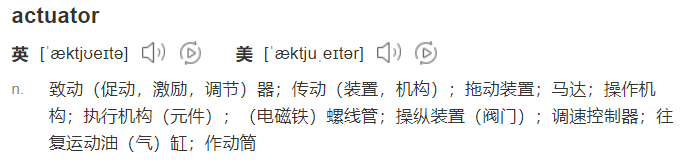 actuator
英 [ˈæktjʊeɪtə] 美 [ˈæktjuˌeɪtər]
n. 致动（促动，激励，调节）器；传动（装置，机构）；拖动装置；马达；操作机
构；执行机构（元件）；（电磁铁）螺线管；操纵装置（阀门）；调速控制器；往
复运动油（气）缸；作动筒